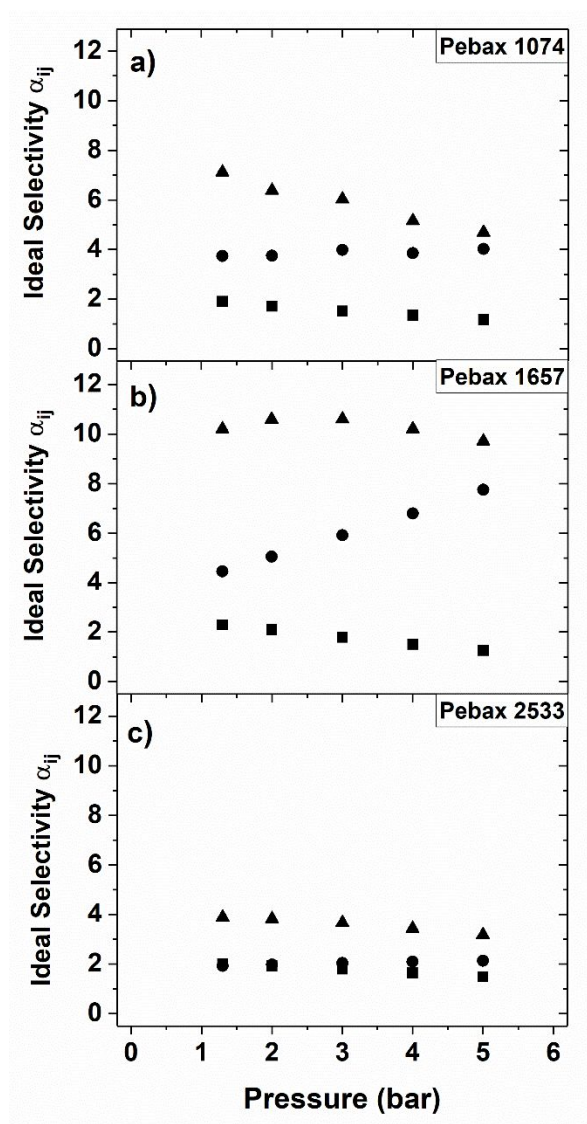 Pebax 1074
a)
12
10
8
6
4
2
0
Ideal Selectivity αij
Pebax 1657
b)
12
10
8
6
4
2
0
Ideal Selectivity αij
Pebax 2533
c)
12
10
8
6
4
2
0
Ideal Selectivity αij
0 1 2 3 4 5 6
Pressure (bar)